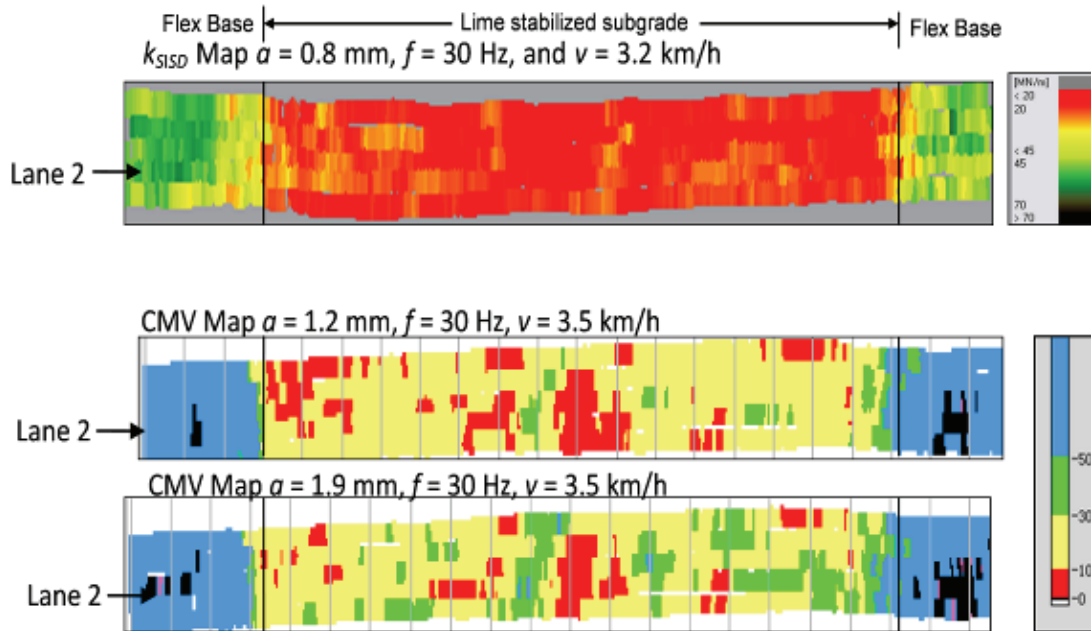 Flex Base
Lime stabilized subgrade
Flex Base
kSISD Map a = 0.8 mm, f = 30 Hz, and v = 3.2 km/h
[MN/m]
< 20
20
< 45
45
70
> 70
Lane 2
CMV Map a = 1.2 mm, f = 30 Hz, v = 3.5 km/h
Lane 2
50
30
10
0
CMV Map a = 1.9 mm, f = 30 Hz, v = 3.5 km/h
Lane 2